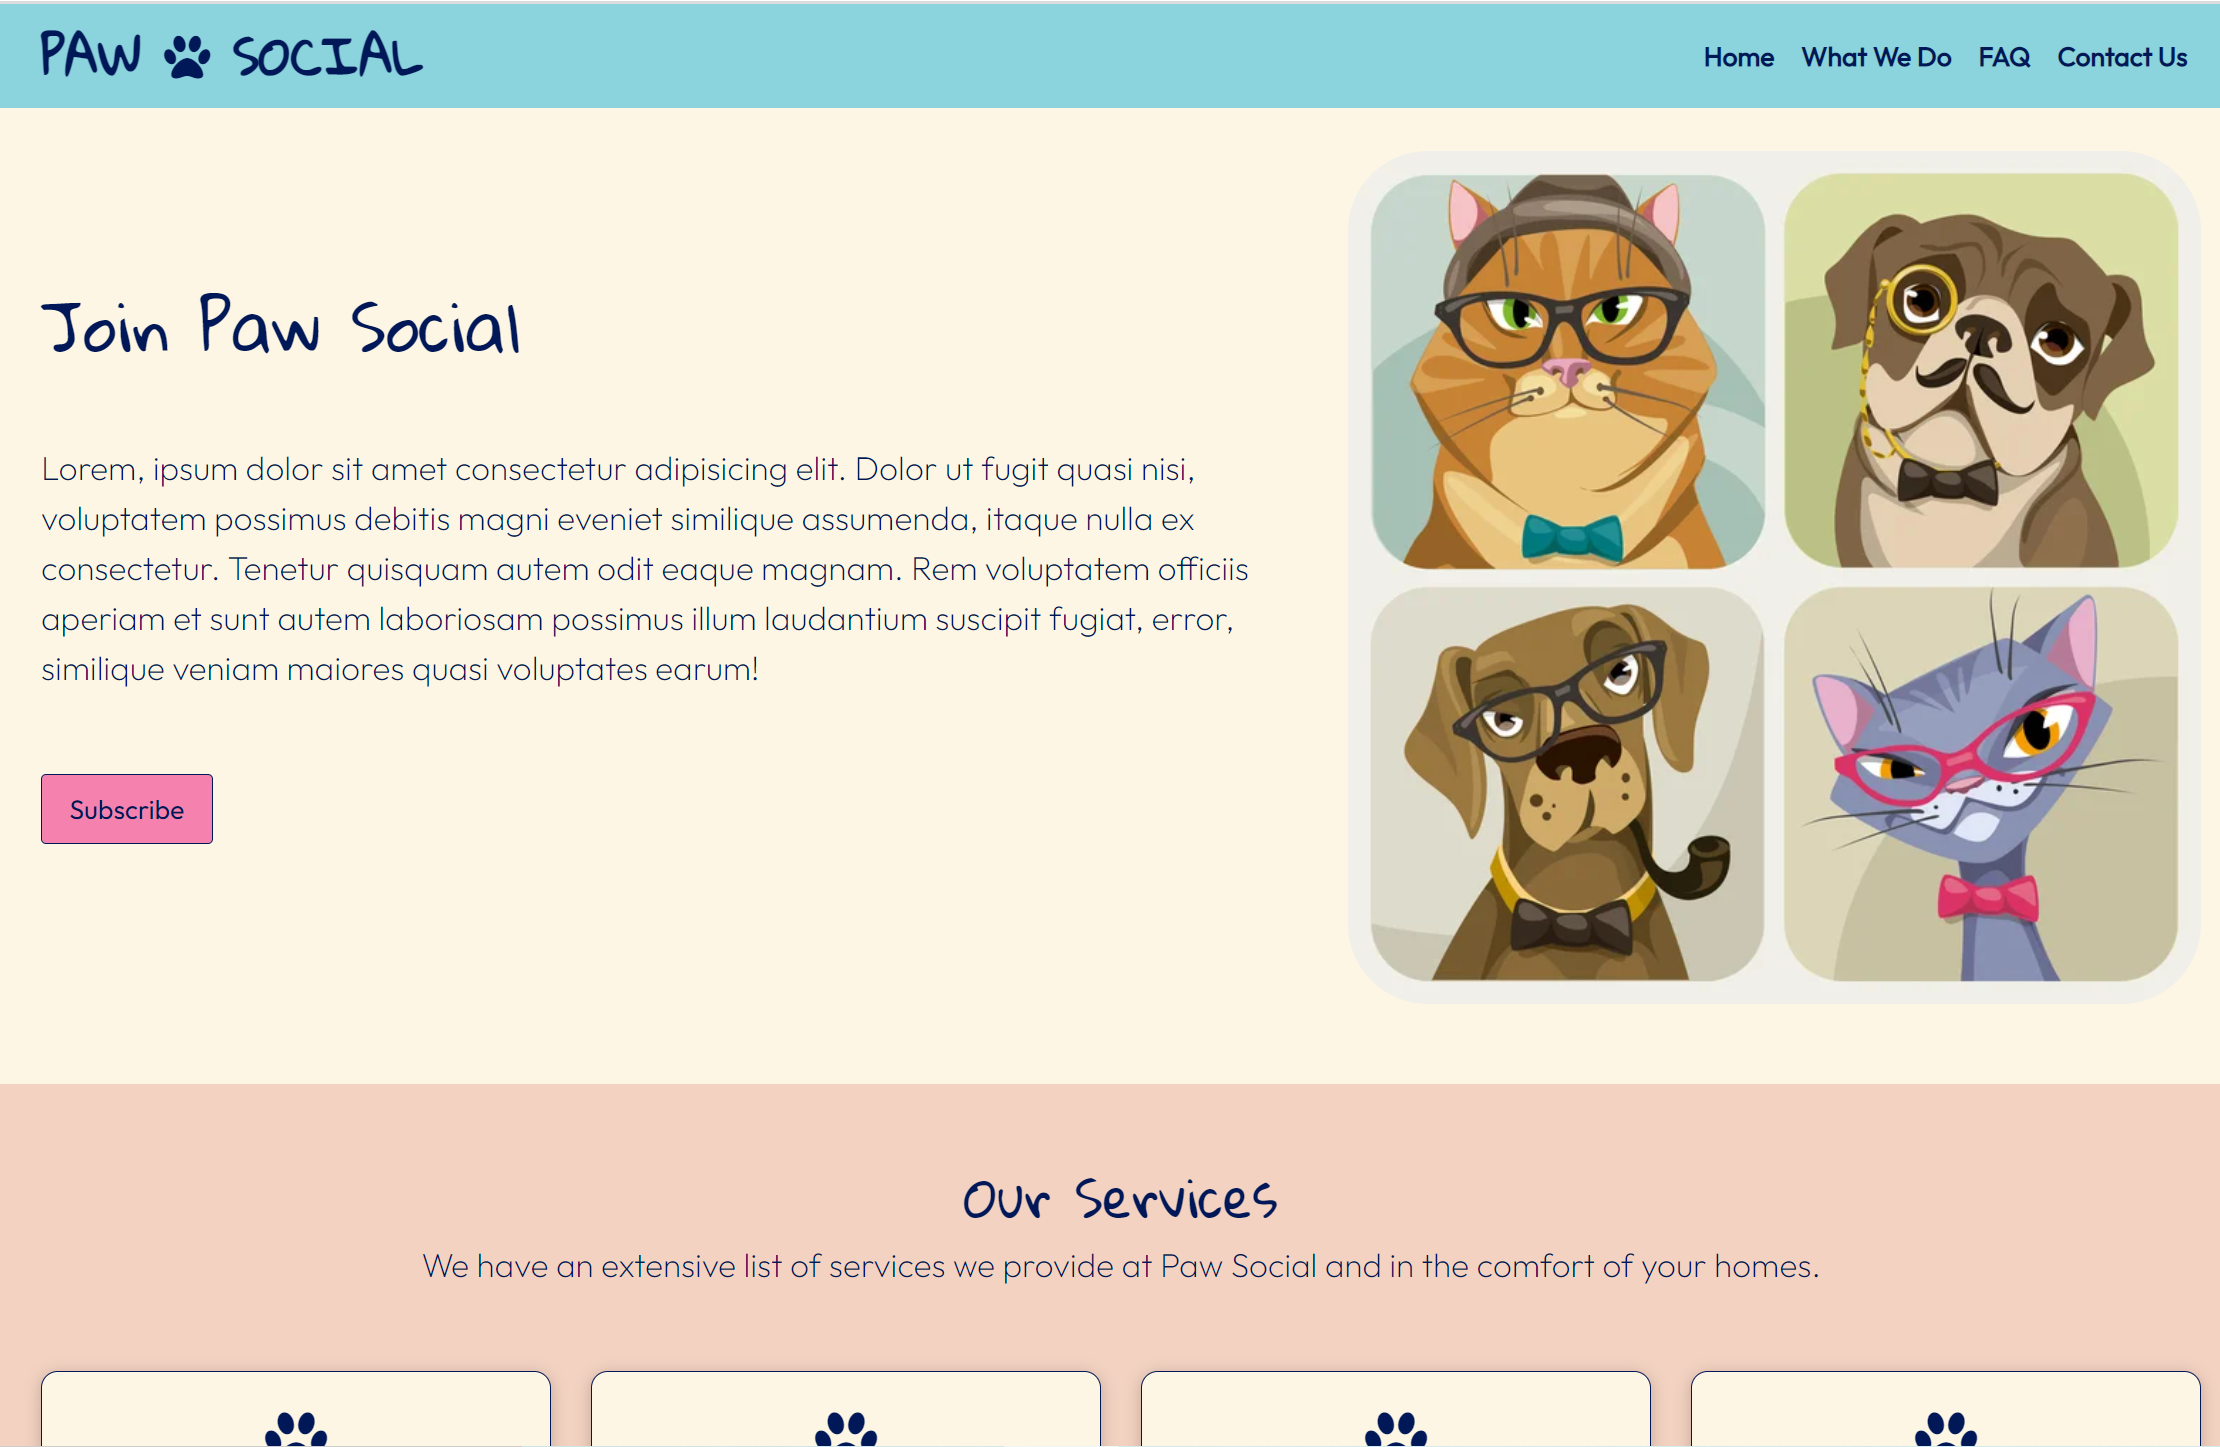 PAW SOCIAL
Home What We Do FAQ Contact Us
Join Paw Social
Lorem, ipsum dolor sit amet consectetur adipisicing elit. Dolor ut fugit quasi nisi,
voluptatem possimus debitis magni eveniet similique assumenda, itaque nulla ex
consectetur. Tenetur quisquam autem odit eaque magnam. Rem voluptatem officiis
aperiam et sunt autem laboriosam possimus illum laudantium suscipit fugiat, error,
similique veniam maiores quasi voluptates earum!
Subscribe
Our Services
We have an extensive list of services we provide at Paw Social and in the comfort of your homes.